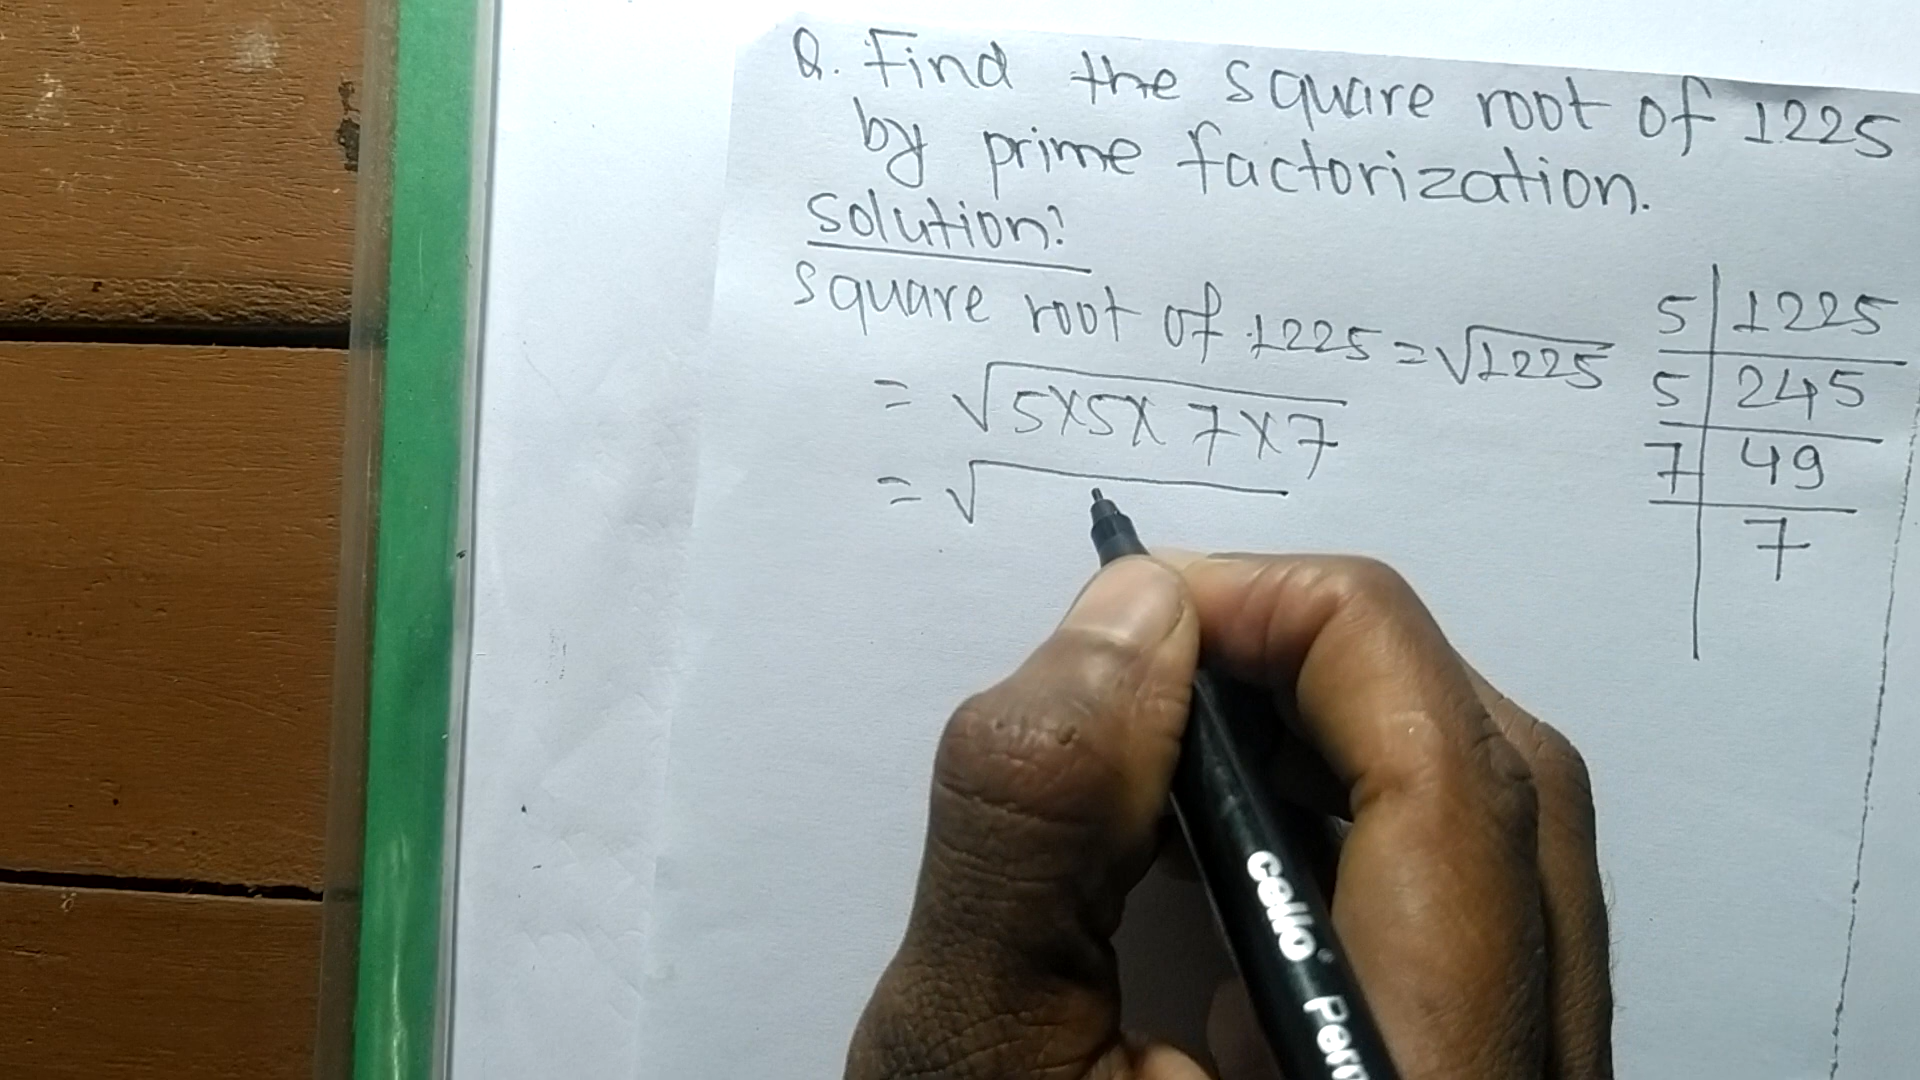 Q. Find the square root of 1225
by prime factorization.
Solution:
Square root of 1225 = √1225
= √5×5×7×7
= √
5 | 1225
5 | 245
7 | 49
7
cello